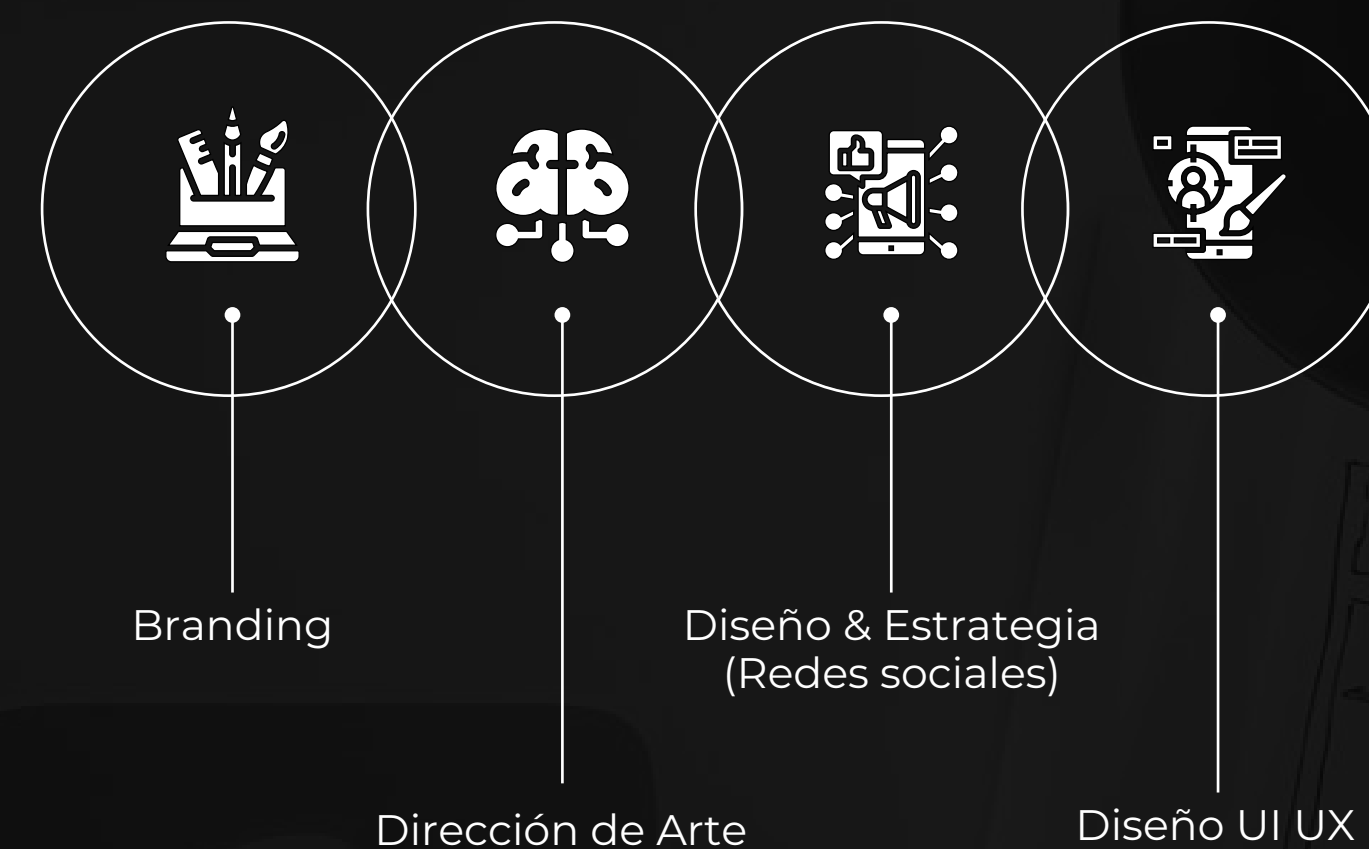 Branding
Dirección de Arte
Diseño & Estrategia
(Redes sociales)
Diseño UI UX